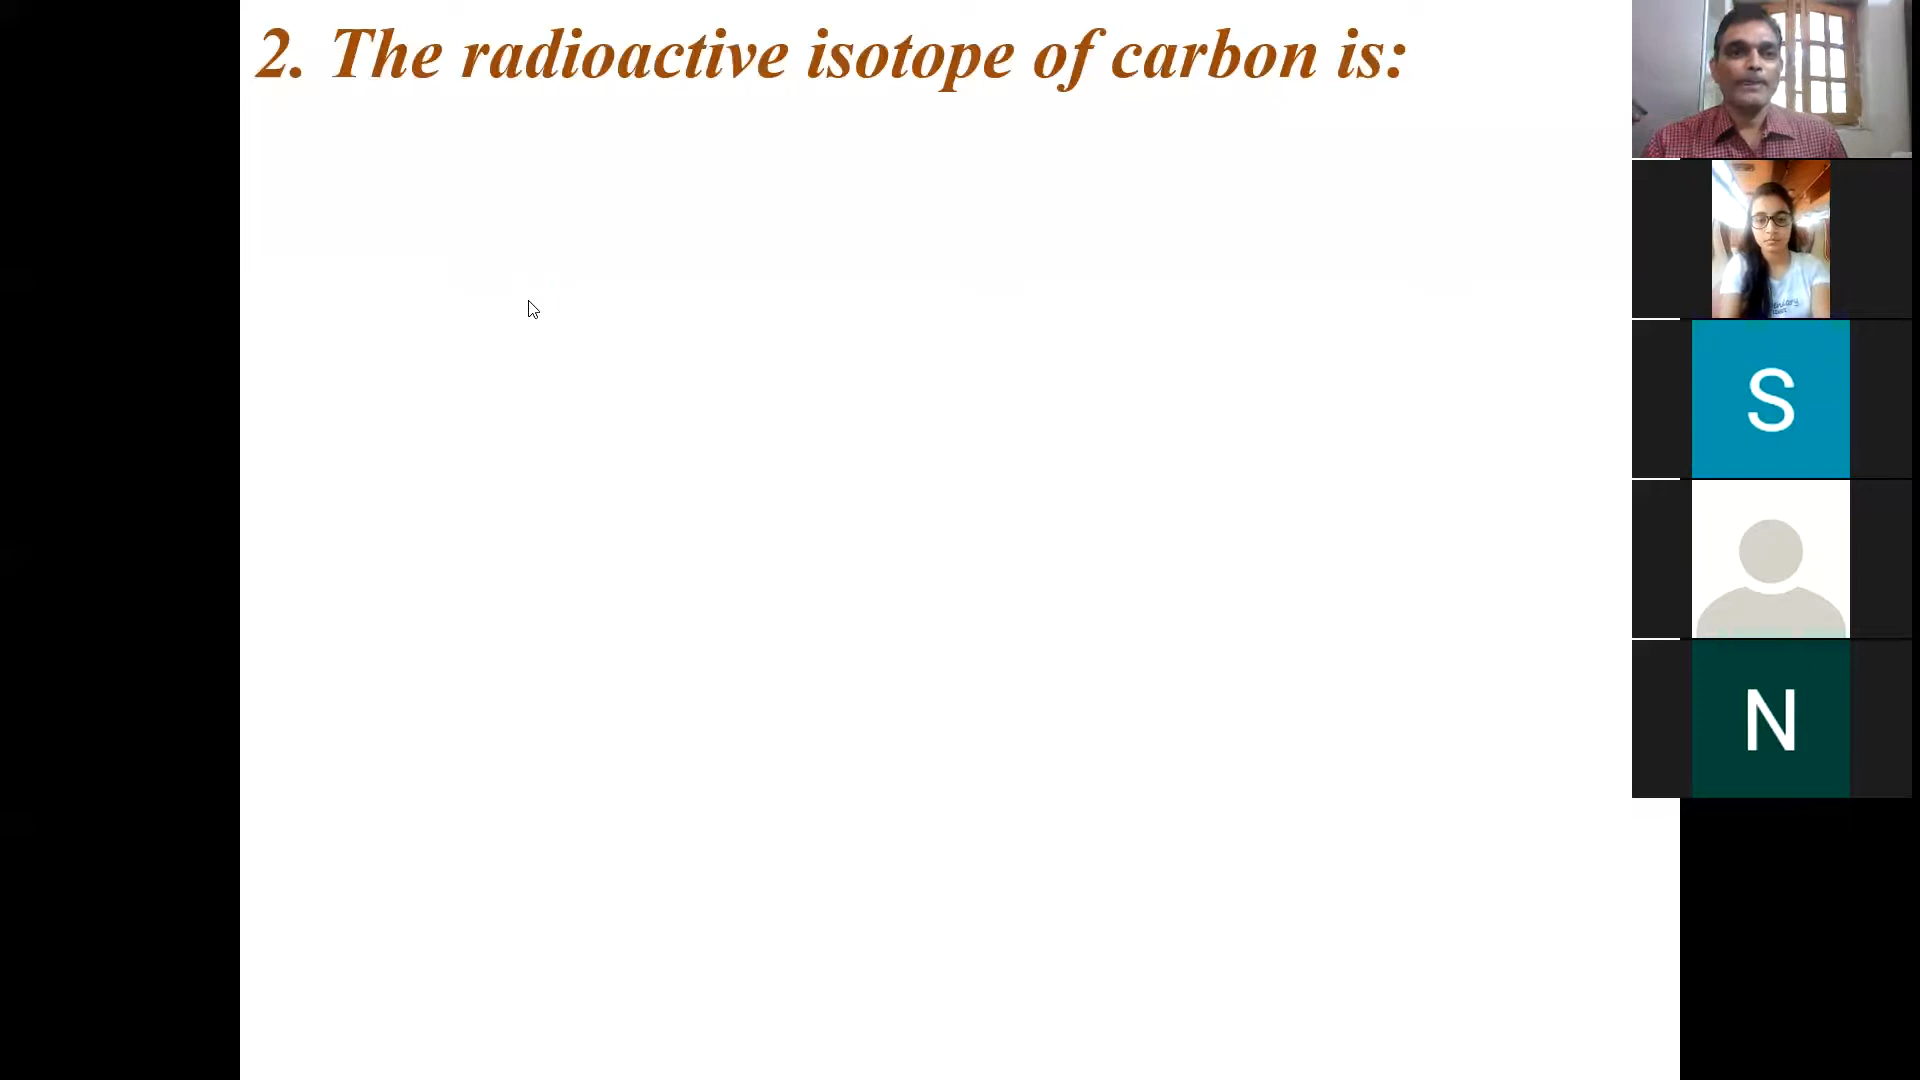 2. The radioactive isotope of carbon is:
S
N